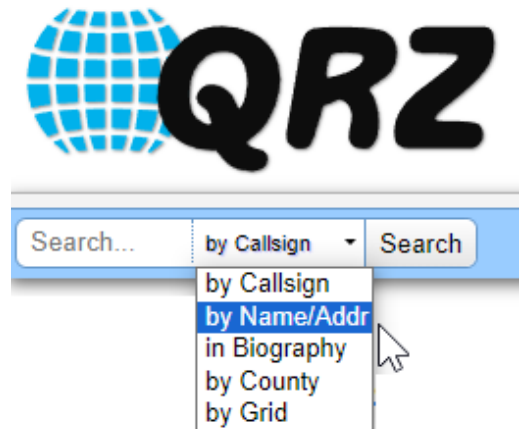 QRZ
Search... by Callsign Search
by Callsign
by Name/Addr
in Biography
by County
by Grid